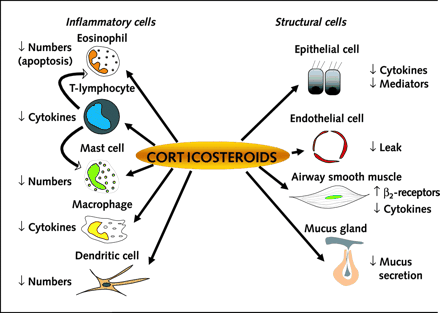 Inflammatory cells
Eosinophil
↓ Numbers
(apoptosis)
T-lymphocyte
↓ Cytokines
Mast cell
↓ Numbers
Macrophage
↓ Cytokines
Dendritic cell
↓ Numbers
CORTICOSTEROIDS
Structural cells
Epithelial cell
↓ Cytokines
↓ Mediators
Endothelial cell
↓ Leak
Airway smooth muscle
↑ β2-receptors
↓ Cytokines
Mucus gland
↓ Mucus
secretion